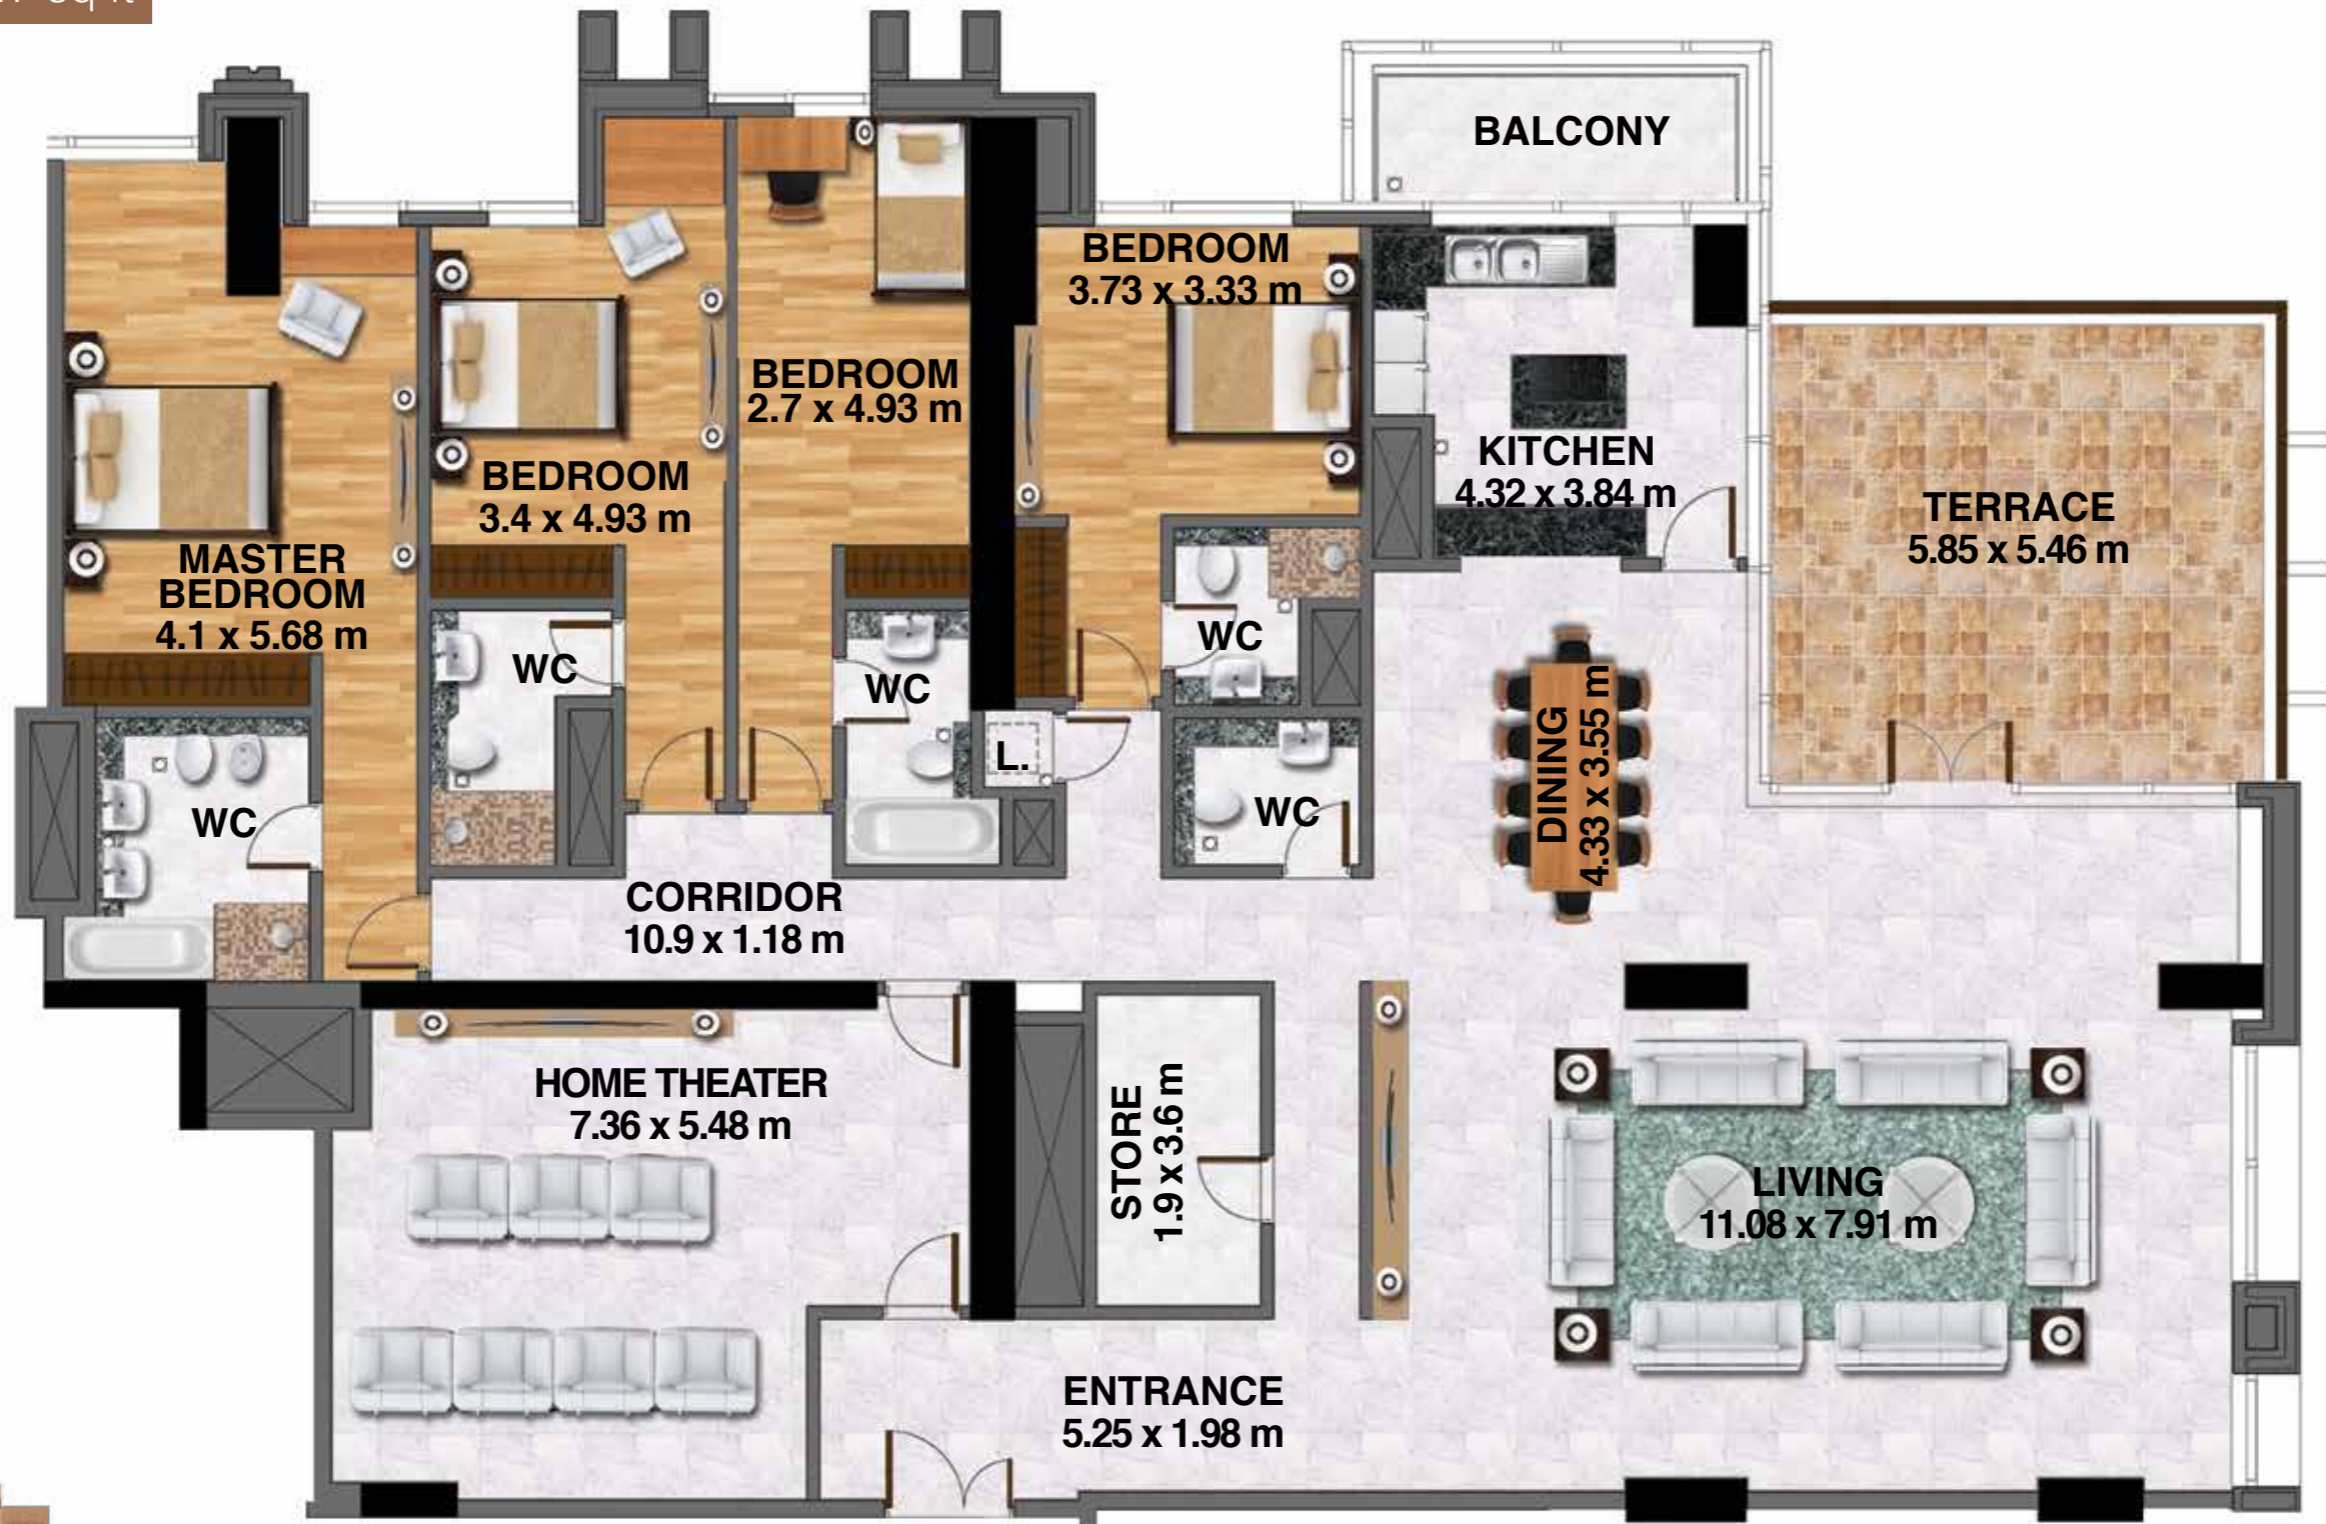 sq ft
BALCONY
BEDROOM
3.73 x 3.33 m
BEDROOM
2.7 x 4.93 m
KITCHEN
4.32 x 3.84 m
BEDROOM
3.4 x 4.93 m
TERRACE
5.85 x 5.46 m
MASTER
BEDROOM
4.1 x 5.68 m
WC
WC
WC
L.
DINING
4.33 x 3.55 m
WC
WC
CORRIDOR
10.9 x 1.18 m
HOME THEATER
7.36 x 5.48 m
STORE
1.9 x 3.6 m
LIVING
11.08 x 7.91 m
ENTRANCE
5.25 x 1.98 m